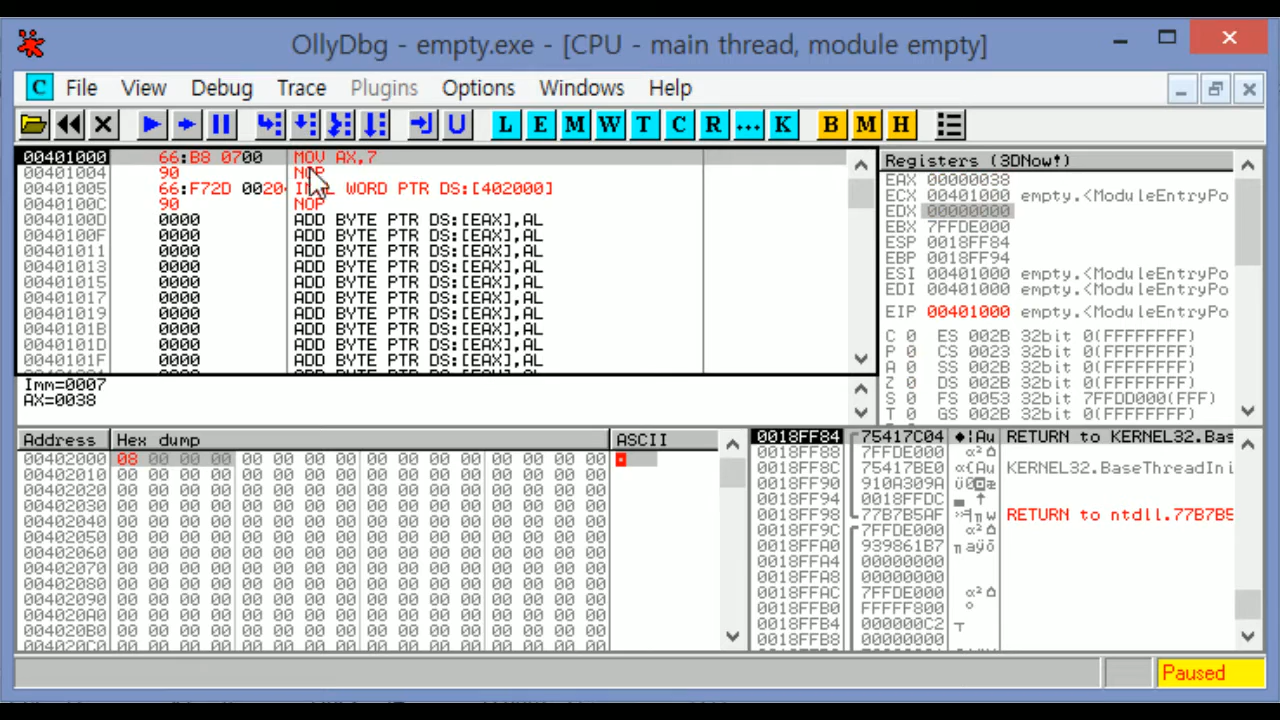 OllyDbg - empty.exe - [CPU - main thread, module empty]
C File View Debug Trace Plugins Options Windows Help
L E M W T C R ... K B M H
00401000 66:B8 0700 MOV AX,7
00401004 90 NOP
00401005 66:F72D 0020 WORD PTR DS:[402000]
0040100C 90 NOP
0040100D 0000 ADD BYTE PTR DS:[EAX],AL
0040100F 0000 ADD BYTE PTR DS:[EAX],AL
00401011 0000 ADD BYTE PTR DS:[EAX],AL
00401013 0000 ADD BYTE PTR DS:[EAX],AL
00401015 0000 ADD BYTE PTR DS:[EAX],AL
00401017 0000 ADD BYTE PTR DS:[EAX],AL
00401019 0000 ADD BYTE PTR DS:[EAX],AL
0040101B 0000 ADD BYTE PTR DS:[EAX],AL
0040101D 0000 ADD BYTE PTR DS:[EAX],AL
0040101F 0000 ADD BYTE PTR DS:[EAX],AL
Imm=0007
AX=0038
Registers (3DNow!)
EAX 00000038
ECX 00401000 empty.<ModuleEntryPo
EDX 00000000
EBX 7FFDE000
ESP 0018FF84
EBP 0018FF94
ESI 00401000 empty.<ModuleEntryPo
EDI 00401000 empty.<ModuleEntryPo
EIP 00401000 empty.<ModuleEntryPo
C 0 ES 002B 32bit 0(FFFFFFFF)
P 0 CS 0023 32bit 0(FFFFFFFF)
A 0 SS 002B 32bit 0(FFFFFFFF)
Z 0 DS 002B 32bit 0(FFFFFFFF)
S 0 FS 0053 32bit 7FFDD000(FFF)
T 0 GS 002B 32bit 0(FFFFFFFF)
Address Hex dump ASCII
00402000 08 00 00 00 00 00 00 00 00 00 00 00 00 00 00 00
00402010 00 00 00 00 00 00 00 00 00 00 00 00 00 00 00 00
00402020 00 00 00 00 00 00 00 00 00 00 00 00 00 00 00 00
00402030 00 00 00 00 00 00 00 00 00 00 00 00 00 00 00 00
00402040 00 00 00 00 00 00 00 00 00 00 00 00 00 00 00 00
00402050 00 00 00 00 00 00 00 00 00 00 00 00 00 00 00 00
00402060 00 00 00 00 00 00 00 00 00 00 00 00 00 00 00 00
00402070 00 00 00 00 00 00 00 00 00 00 00 00 00 00 00 00
00402080 00 00 00 00 00 00 00 00 00 00 00 00 00 00 00 00
00402090 00 00 00 00 00 00 00 00 00 00 00 00 00 00 00 00
004020A0 00 00 00 00 00 00 00 00 00 00 00 00 00 00 00 00
004020B0 00 00 00 00 00 00 00 00 00 00 00 00 00 00 00 00
004020C0 00 00 00 00 00 00 00 00 00 00 00 00 00 00 00 00
0018FF84 75417C04 ♦|Au RETURN to KERNEL32.Bas
0018FF88 7FFDE000 α²⌂
0018FF8C 75417BE0 α{Au KERNEL32.BaseThreadIni
0018FF90 910A309A
0018FF94 0018FFDC ▄ ↑
0018FF98 77B7B5AF »╡╖w RETURN to ntdll.77B7B5
0018FF9C 7FFDE000 α²⌂
0018FFA0 939861B7
0018FFA4 00000000
0018FFA8 00000000
0018FFAC 7FFDE000 α²⌂
0018FFB0 FFFFF800 °
0018FFB4 000000C2 ┬
0018FFB8 00000000
Paused